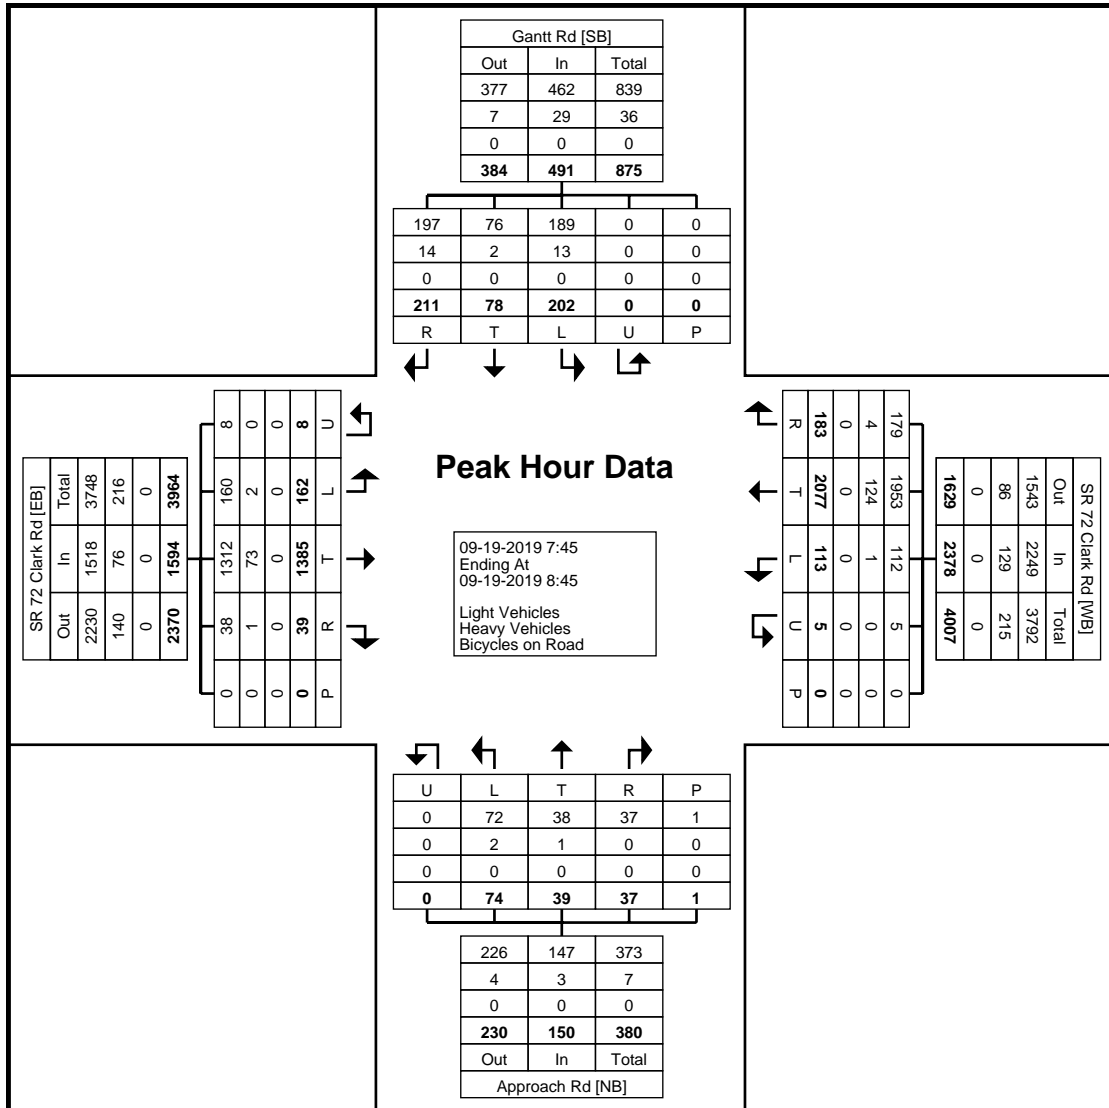 Gantt Rd [SB]
Out In Total
377 462 839
7 29 36
0 0 0
384 491 875
197 76 189 0 0
14 2 13 0 0
0 0 0 0 0
211 78 202 0 0
R T L U P
SR 72 Clark Rd [EB]
Total In Out
3748 1518 2230
216 76 140
0 0 0
3964 1594 2370
8 160 1312 38 0
0 2 73 1 0
0 0 0 0 0
8 162 1385 39 0
U L T R P
Peak Hour Data
09-19-2019 7:45
Ending At
09-19-2019 8:45
Light Vehicles
Heavy Vehicles
Bicycles on Road
R T L U P
183 2077 113 5 0
0 0 0 0 0
4 124 1 0 0
179 1953 112 5 0
SR 72 Clark Rd [WB]
Out In Total
1543 2249 3792
86 129 215
0 0 0
1629 2378 4007
U L T R P
0 72 38 37 1
0 2 1 0 0
0 0 0 0 0
0 74 39 37 1
226 147 373
4 3 7
0 0 0
230 150 380
Out In Total
Approach Rd [NB]